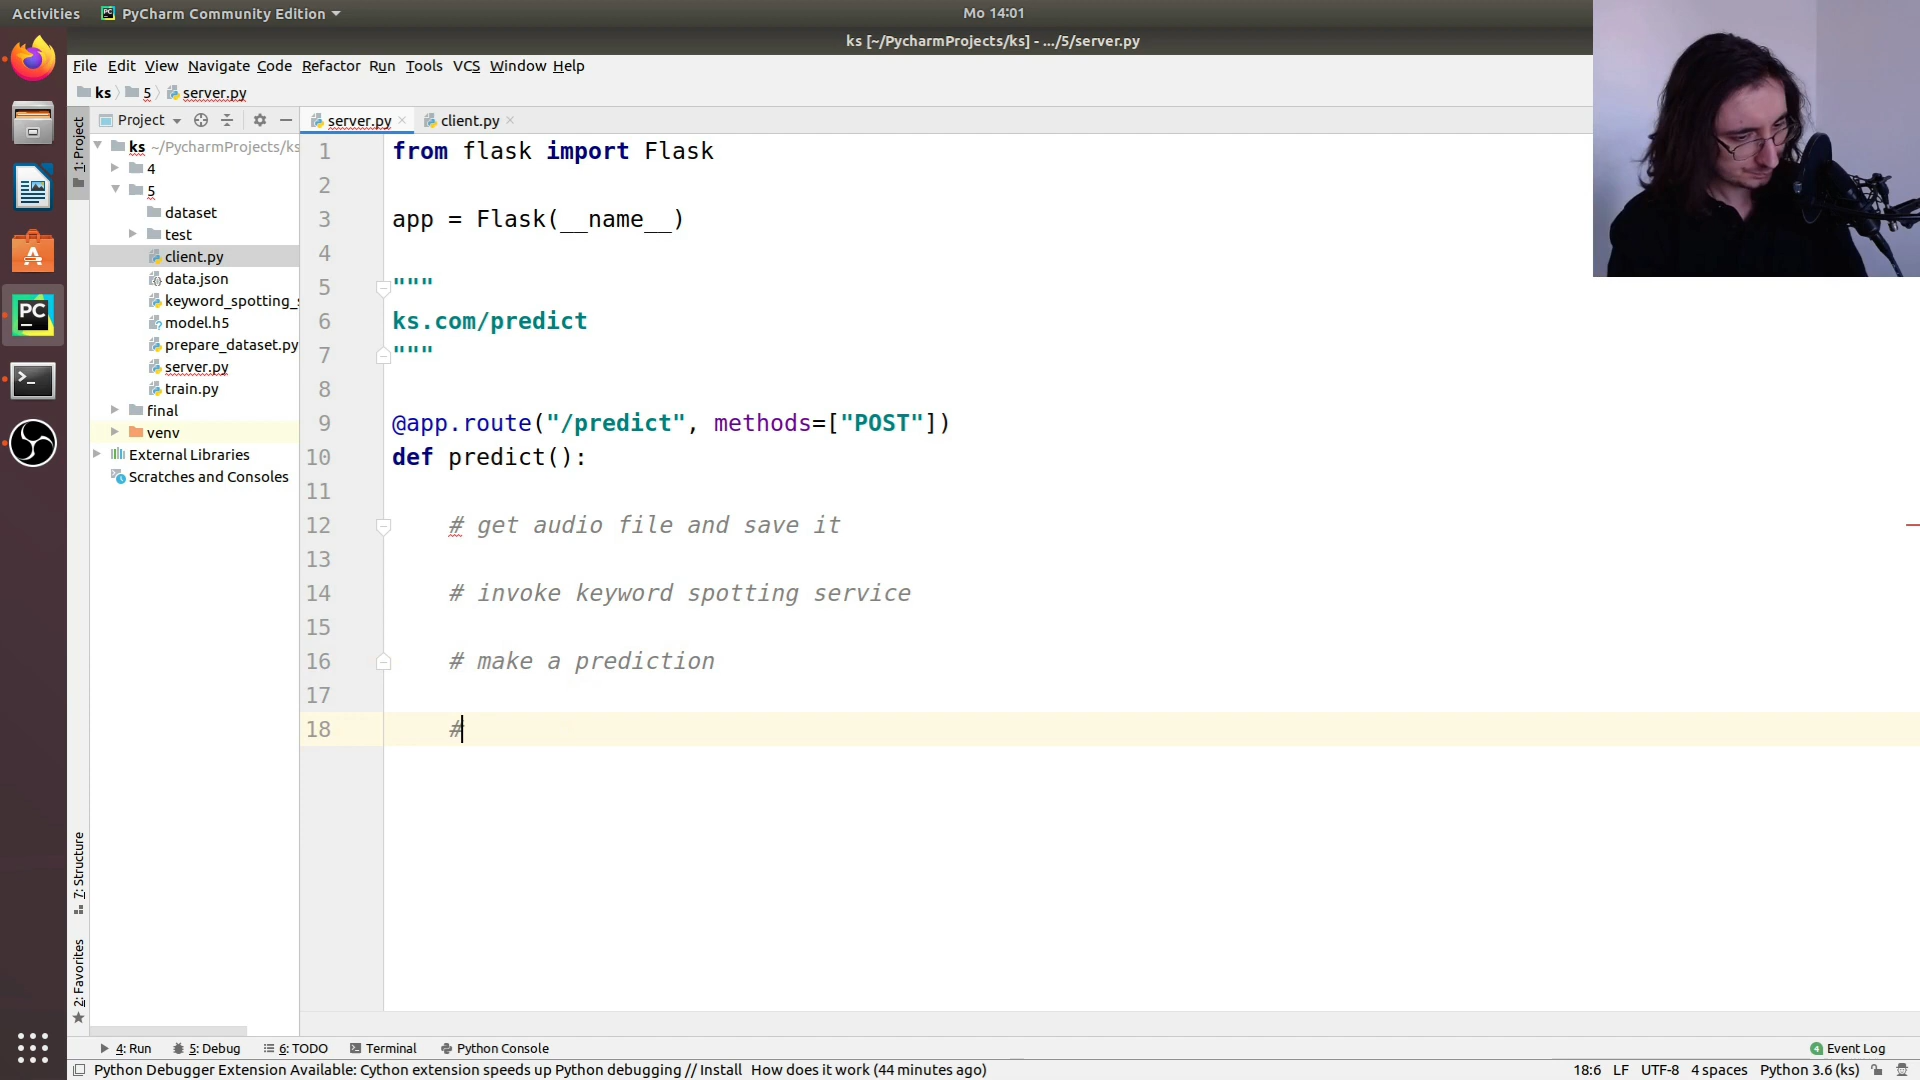 Activities PyCharm Community Edition Mo 14:01
ks [~/PycharmProjects/ks] - .../5/server.py
File Edit View Navigate Code Refactor Run Tools VCS Window Help
ks 5 server.py
Project server.py client.py
1: Project
ks ~/PycharmProjects/ks
4
5
dataset
test
client.py
data.json
keyword_spotting_s
model.h5
prepare_dataset.py
server.py
train.py
final
venv
External Libraries
Scratches and Consoles
1 from flask import Flask
2
3 app = Flask(__name__)
4
5 """
6 ks.com/predict
7 """
8
9 @app.route("/predict", methods=["POST"])
10 def predict():
11
12 # get audio file and save it
13
14 # invoke keyword spotting service
15
16 # make a prediction
17
18 #
7: Structure
2: Favorites
4: Run 5: Debug 6: TODO Terminal Python Console 4 Event Log
Python Debugger Extension Available: Cython extension speeds up Python debugging // Install How does it work (44 minutes ago) 18:6 LF UTF-8 4 spaces Python 3.6 (ks)